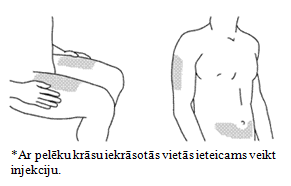 *Ar pelēku krāsu iekrāsotās vietās ieteicams veikt
injekciju.